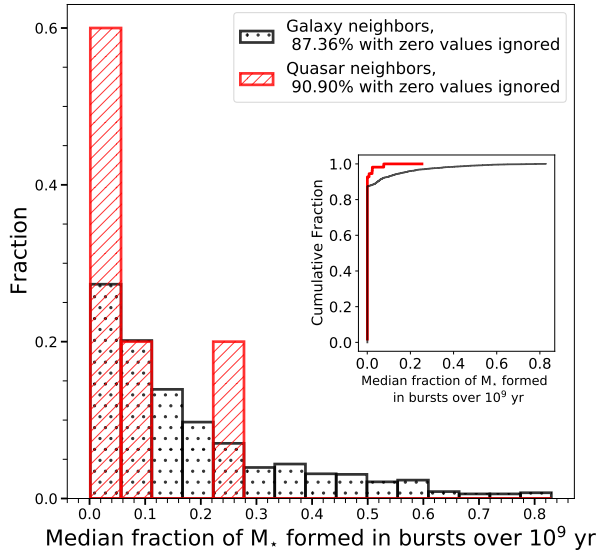 0.6
0.4
0.2
0.0
Fraction
Galaxy neighbors,
87.36% with zero values ignored
Quasar neighbors,
90.90% with zero values ignored
1.0
0.8
0.6
0.4
0.2
0.0
Cumulative Fraction
0.0 0.2 0.4 0.6 0.8
Median fraction of M⋆ formed
in bursts over 10⁹ yr
0.0 0.1 0.2 0.3 0.4 0.5 0.6 0.7 0.8
Median fraction of M⋆ formed in bursts over 10⁹ yr